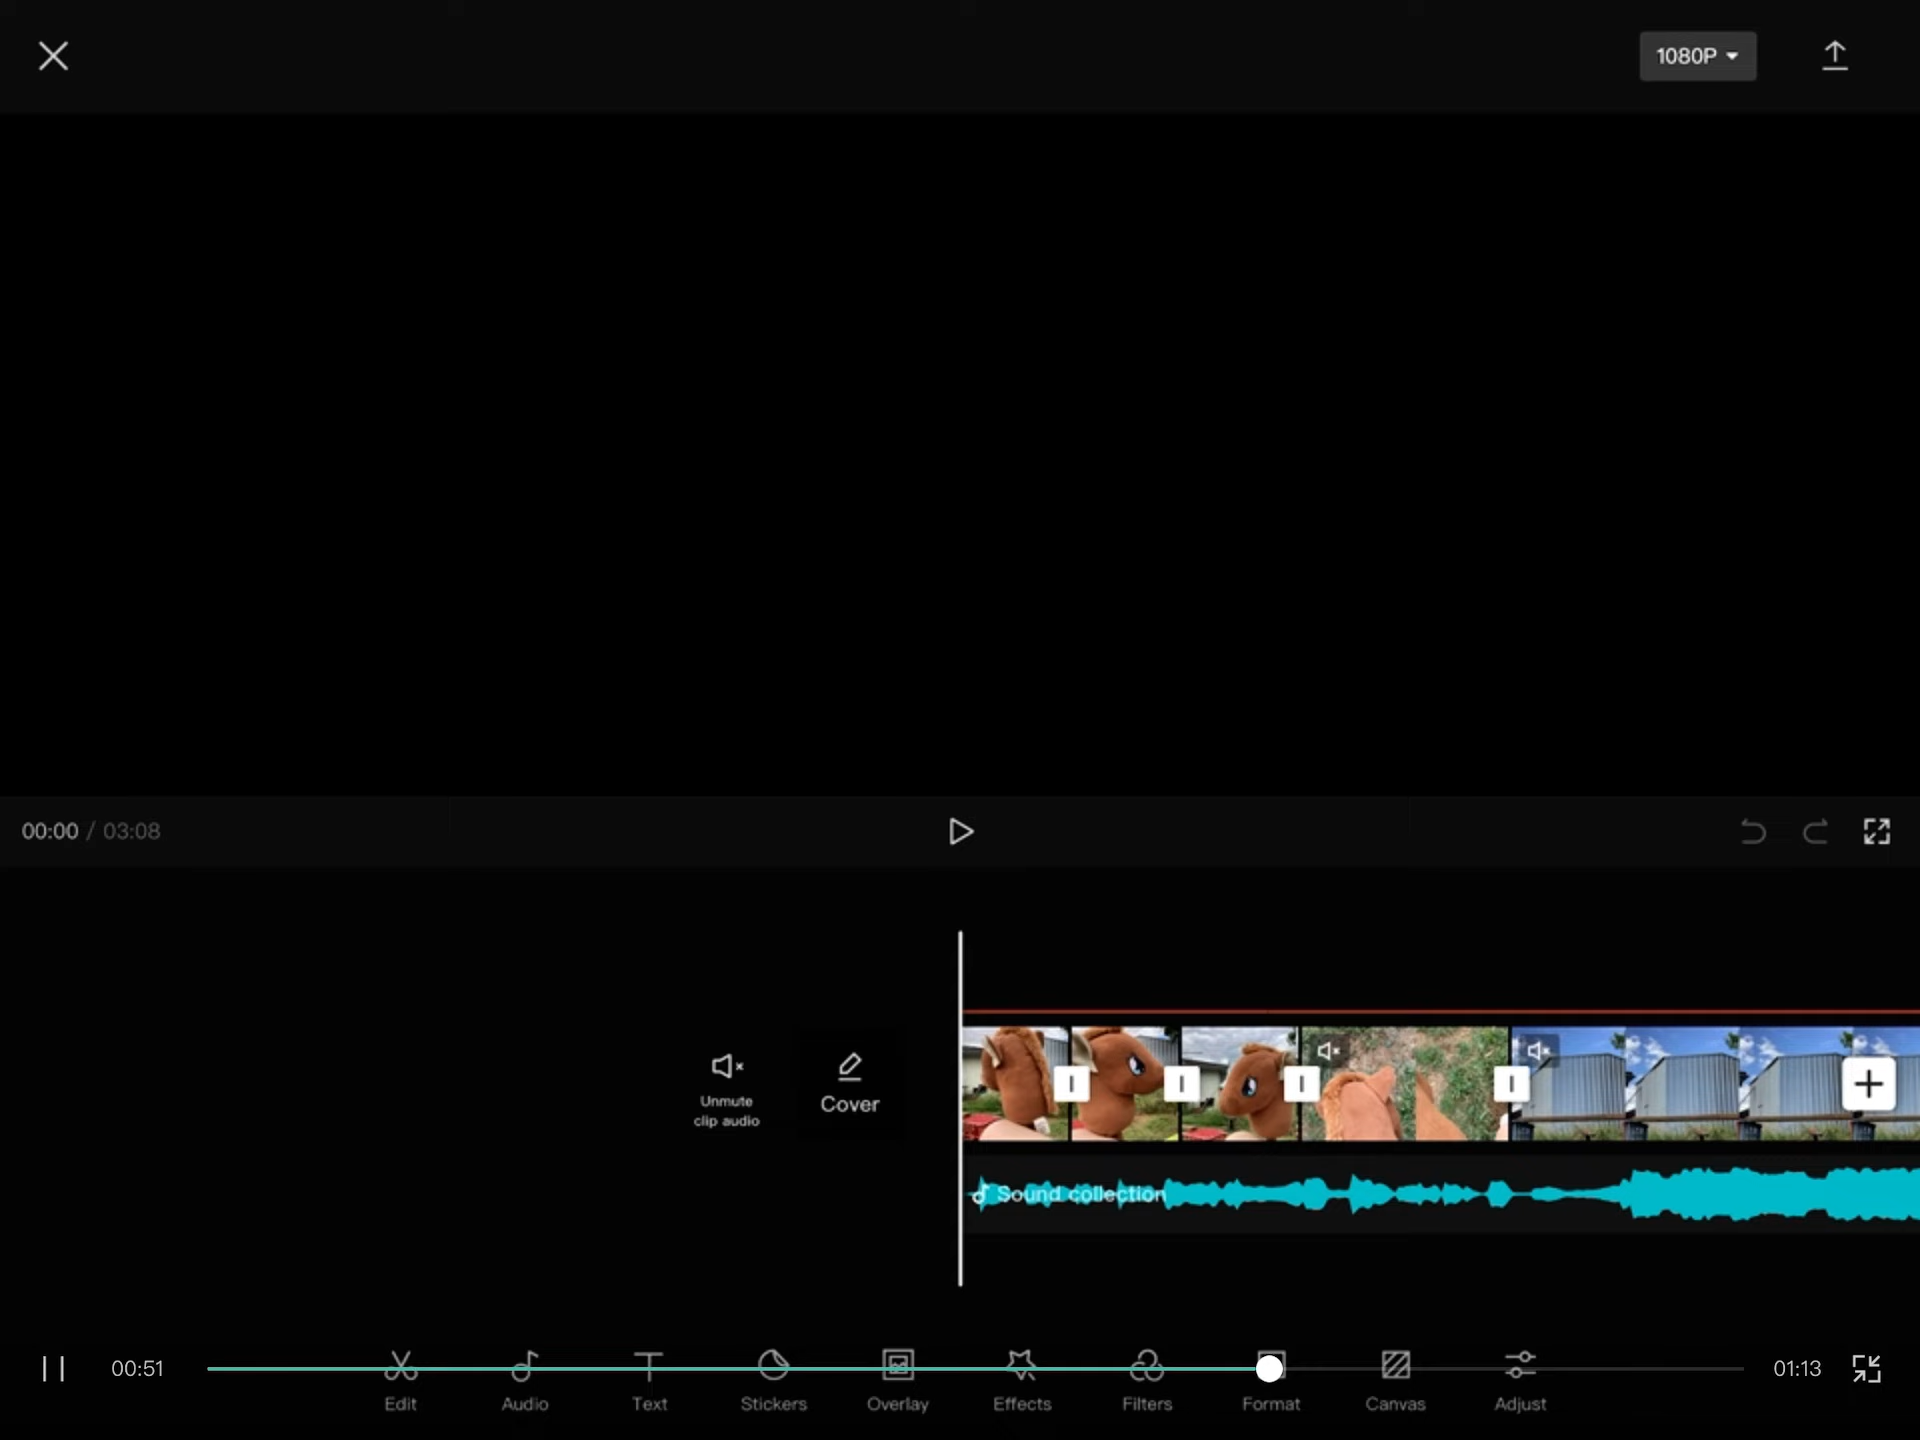 1080P
00:00 / 03:08
Unmute
clip audio
Cover
Sound collection
00:51
01:13
Edit
Audio
Text
Stickers
Overlay
Effects
Filters
Format
Canvas
Adjust